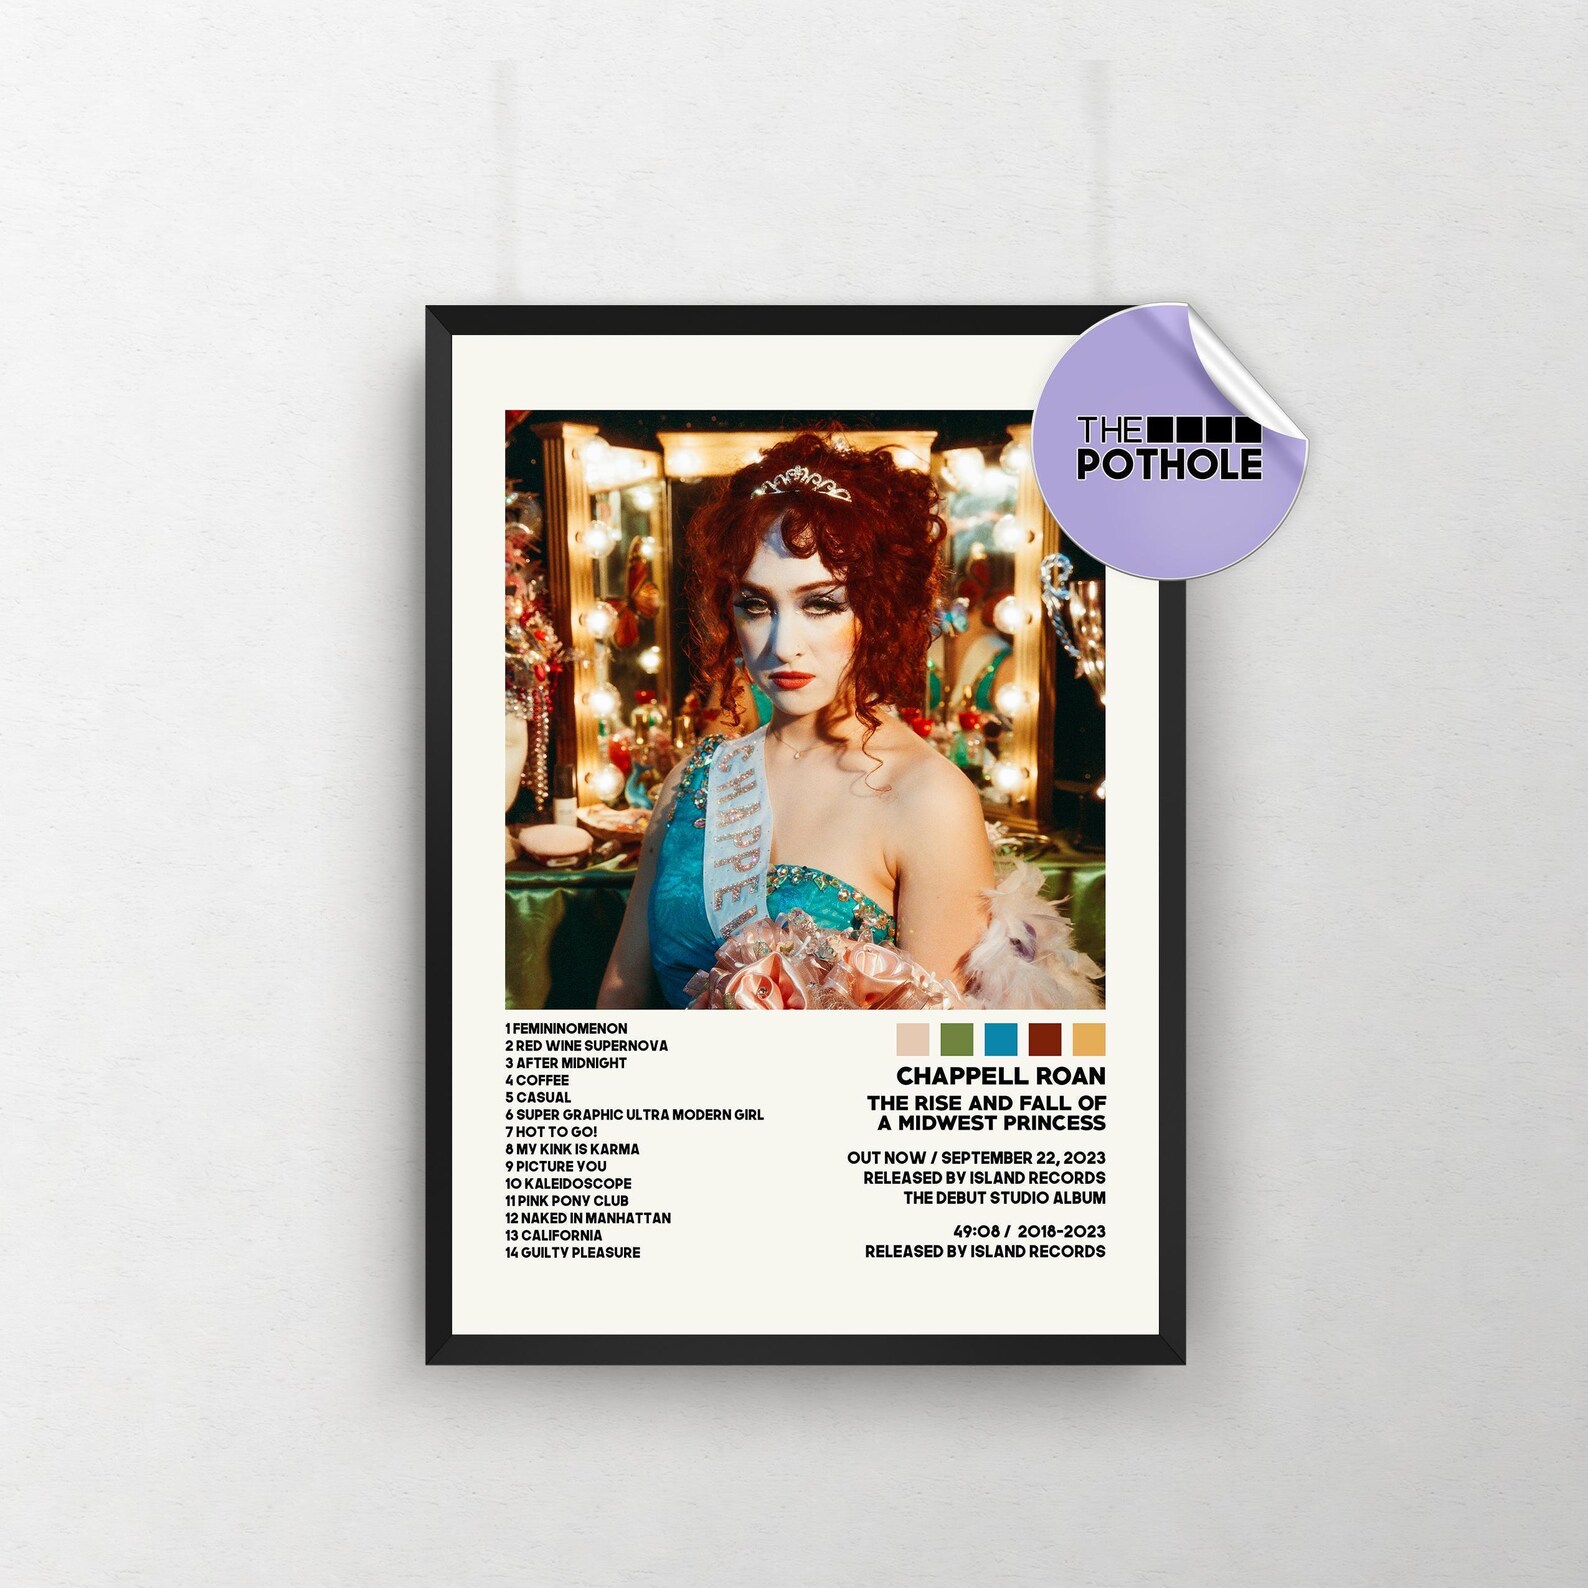 THE
POTHOLE
CHAPPEL
1 FEMININOMENON
2 RED WINE SUPERNOVA
3 AFTER MIDNIGHT
4 COFFEE
5 CASUAL
6 SUPER GRAPHIC ULTRA MODERN GIRL
7 HOT TO GO!
8 MY KINK IS KARMA
9 PICTURE YOU
10 KALEIDOSCOPE
11 PINK PONY CLUB
12 NAKED IN MANHATTAN
13 CALIFORNIA
14 GUILTY PLEASURE
CHAPPELL ROAN
THE RISE AND FALL OF
A MIDWEST PRINCESS
OUT NOW / SEPTEMBER 22, 2023
RELEASED BY ISLAND RECORDS
THE DEBUT STUDIO ALBUM
49:08 / 2018-2023
RELEASED BY ISLAND RECORDS